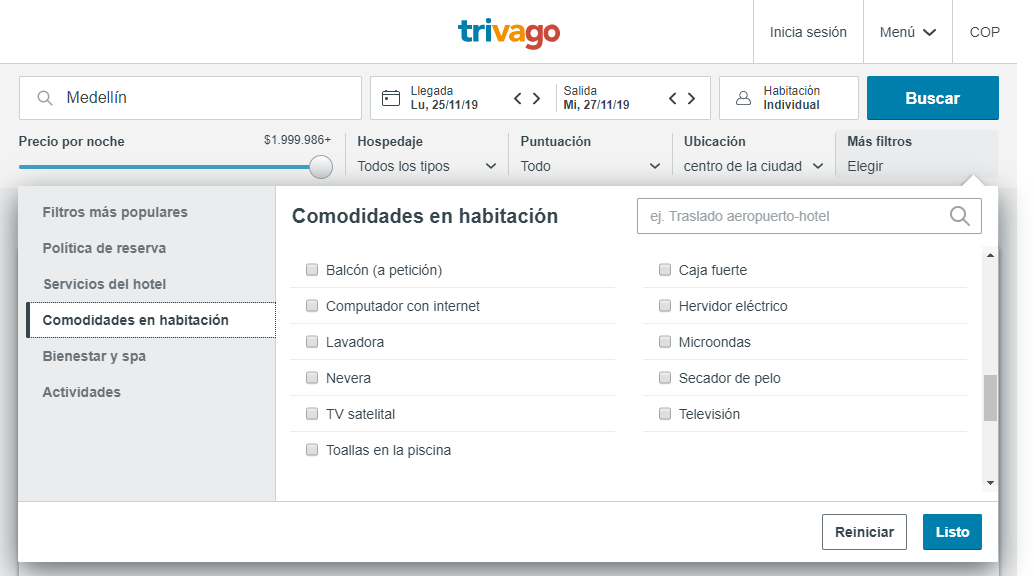 trivago
Inicia sesión
Menú
COP
Medellín
Llegada
Lu, 25/11/19
Salida
Mi, 27/11/19
Habitación
Individual
Buscar
Precio por noche
$1.999.986+
Hospedaje
Todos los tipos
Puntuación
Todo
Ubicación
centro de la ciudad
Más filtros
Elegir
Filtros más populares
Política de reserva
Servicios del hotel
Comodidades en habitación
Bienestar y spa
Actividades
Comodidades en habitación
ej. Traslado aeropuerto-hotel
Balcón (a petición)
Caja fuerte
Computador con internet
Hervidor eléctrico
Lavadora
Microondas
Nevera
Secador de pelo
TV satelital
Televisión
Toallas en la piscina
Reiniciar
Listo